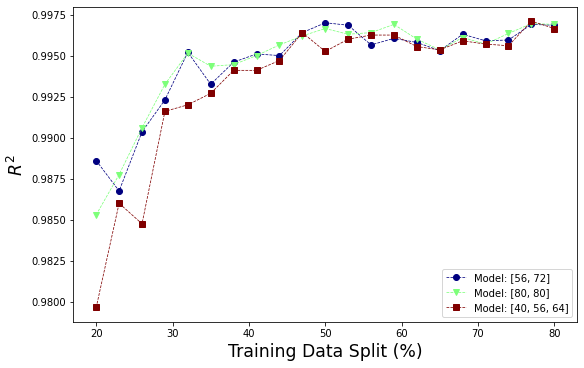 0.9975
0.9950
0.9925
0.9900
0.9875
0.9850
0.9825
0.9800
R²
20 30 40 50 60 70 80
Training Data Split (%)
Model: [56, 72]
Model: [80, 80]
Model: [40, 56, 64]